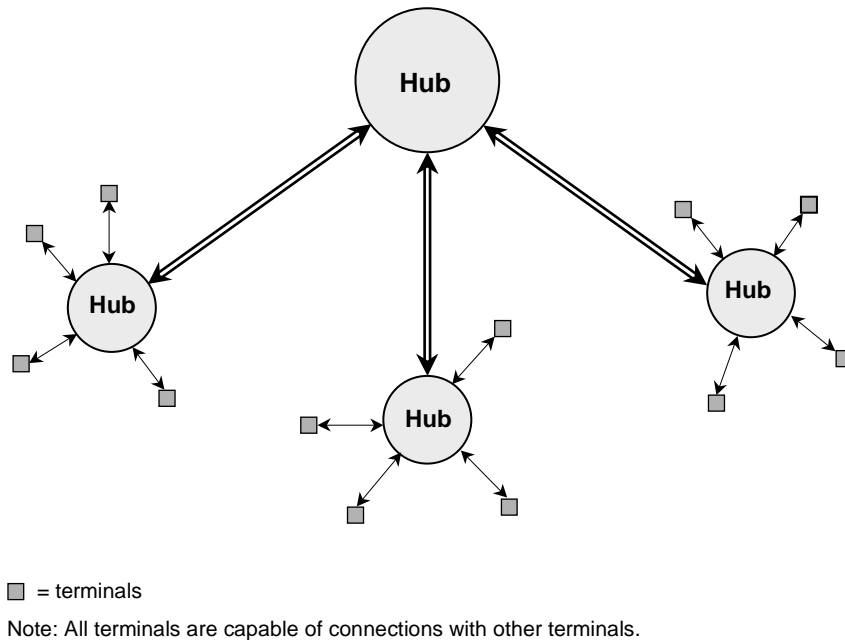 Hub
Hub
Hub
Hub
= terminals
Note: All terminals are capable of connections with other terminals.